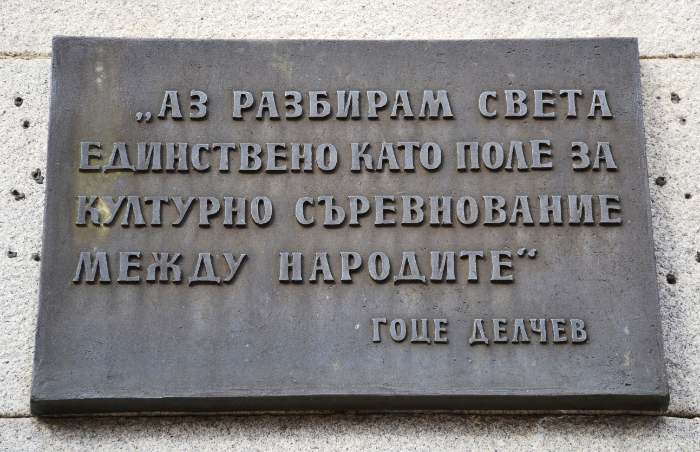 „АЗ РАЗБИРАМ СВЕТА
ЕДИНСТВЕНО КАТО ПОЛЕ ЗА
КУЛТУРНО СЪРЕВНОВАНИЕ
МЕЖДУ НАРОДИТЕ“
ГОЦЕ ДЕЛЧЕВ